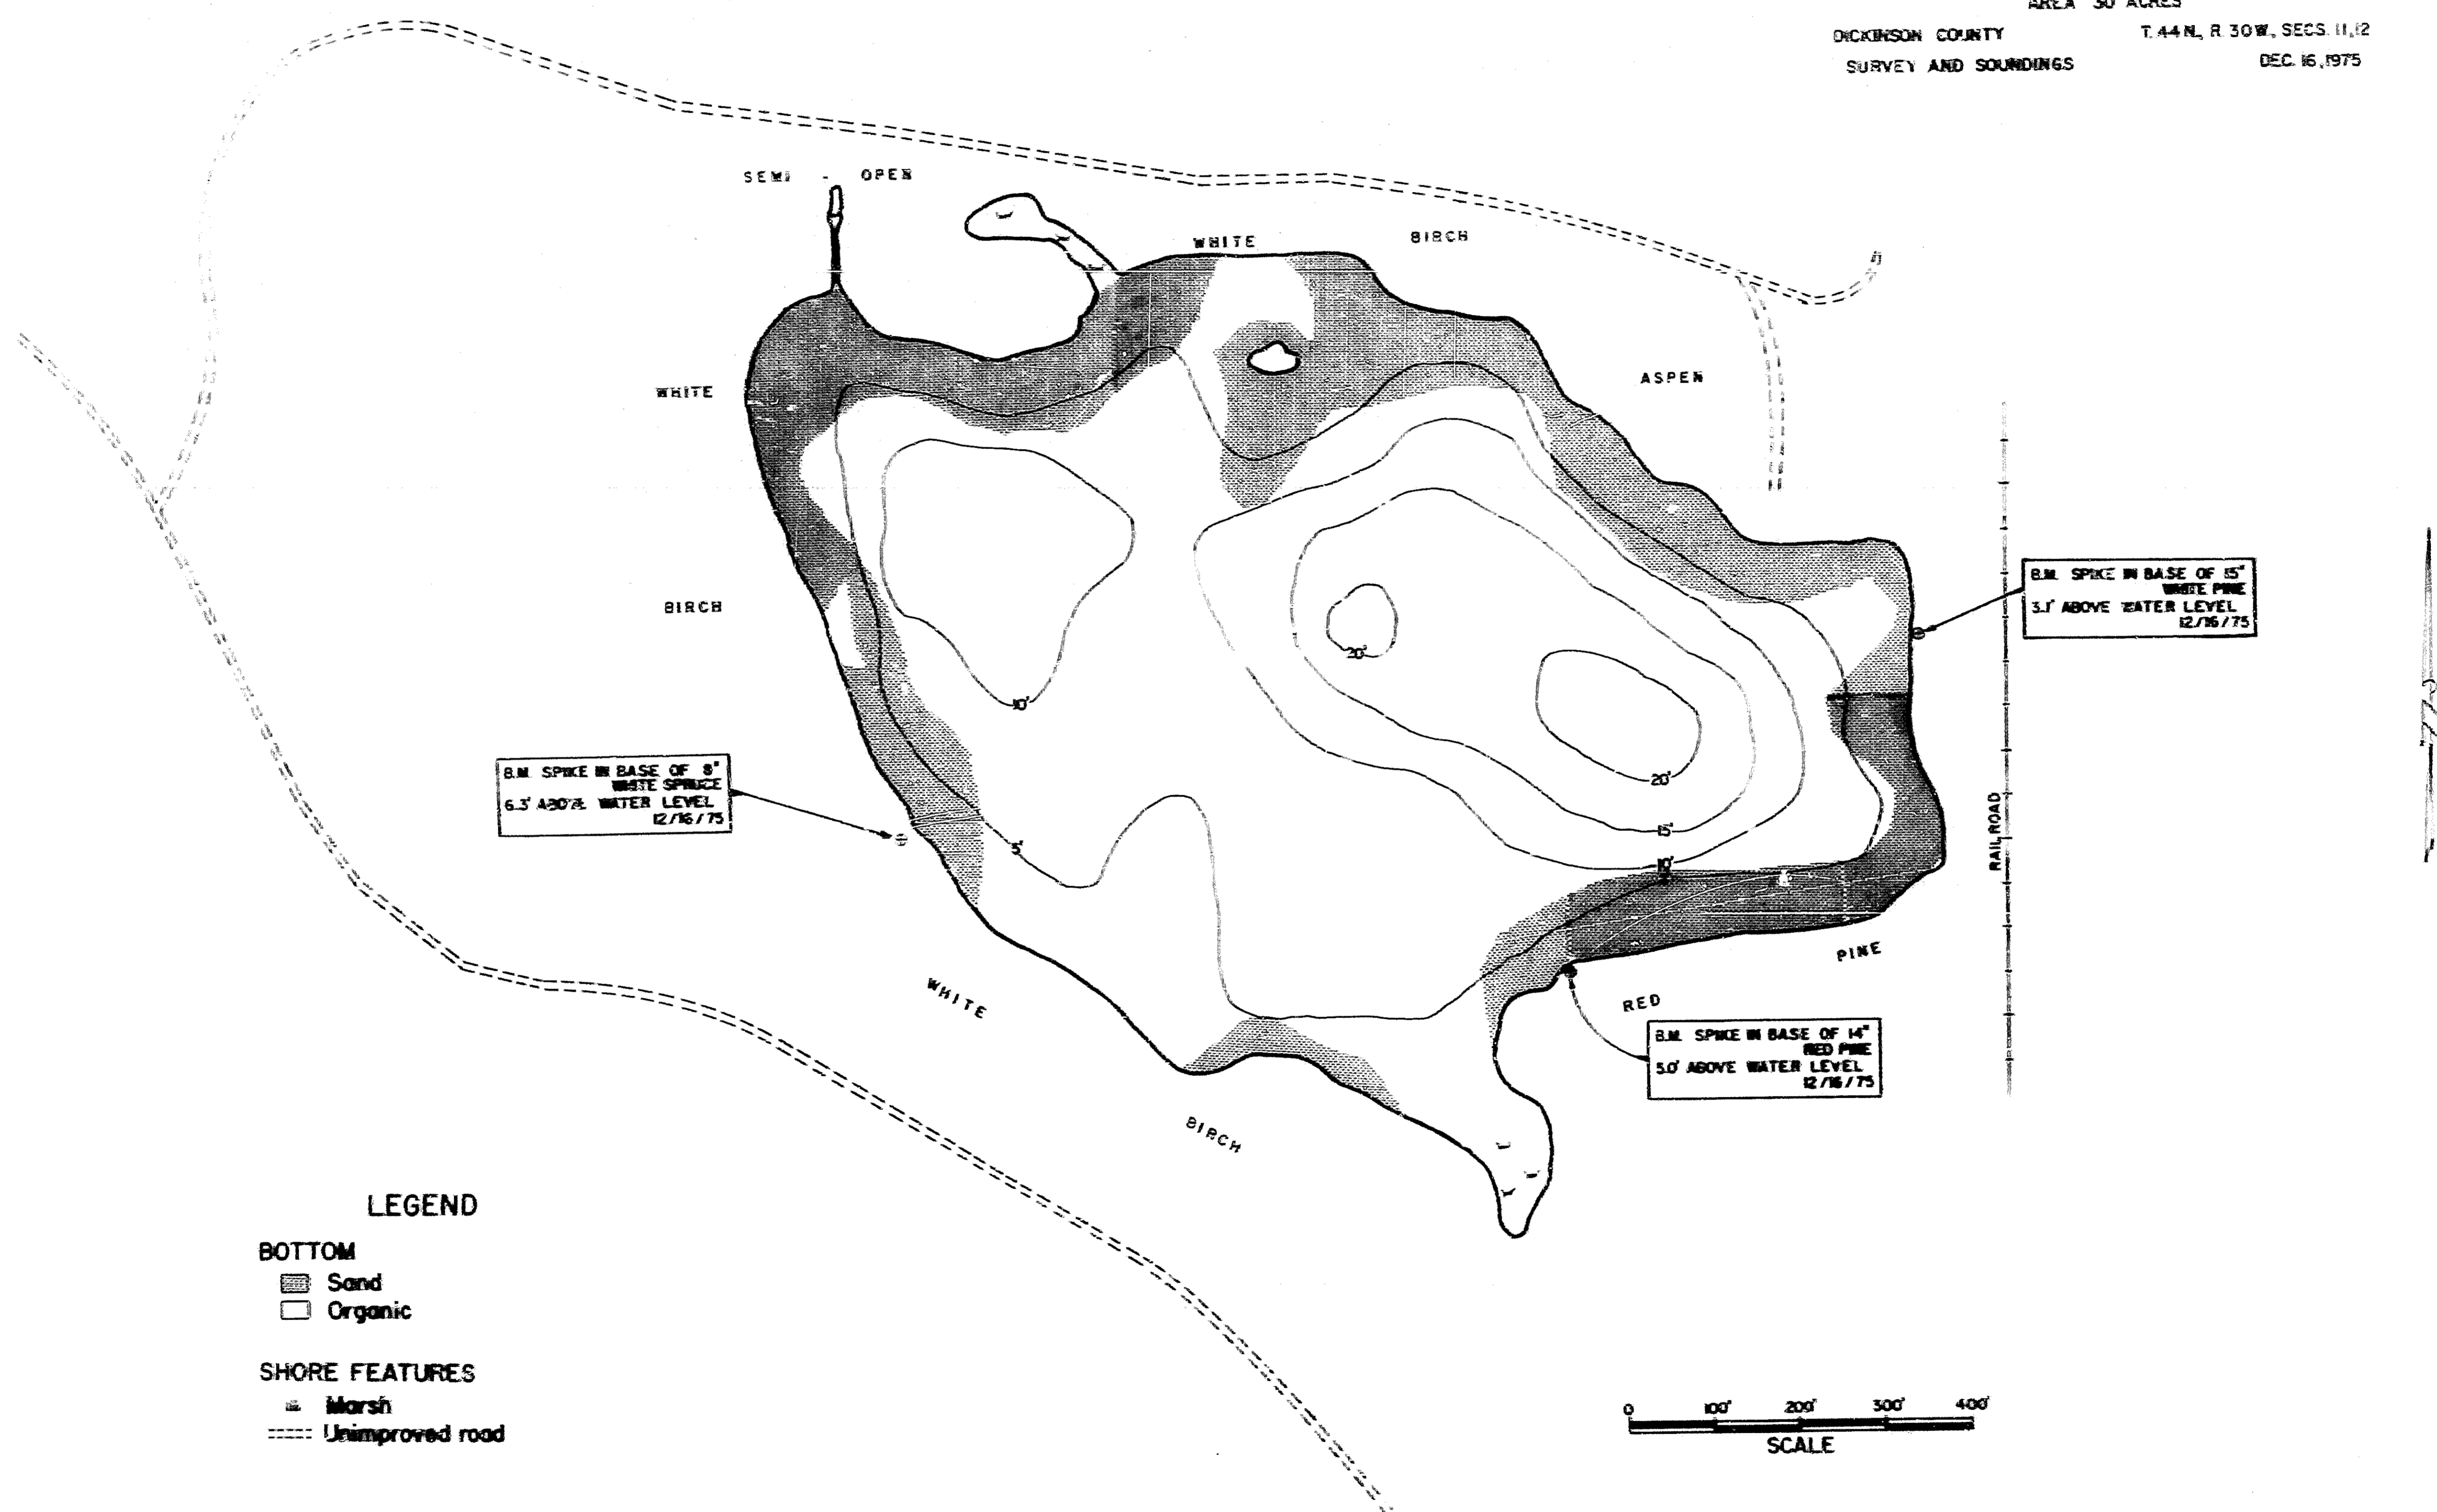 AREA 30 ACRES
DICKINSON COUNTY T. 44 N., R. 30 W., SECS. 11, 12
SURVEY AND SOUNDINGS DEC. 16, 1975
SEMI - OPEN
WHITE BIRCH
WHITE
ASPEN
BIRCH
B.M. SPIKE IN BASE OF 15"
WHITE PINE
3.1' ABOVE WATER LEVEL
12/16/75
20'
10'
20'
B.M. SPIKE IN BASE OF 8"
WHITE SPRUCE
6.3' ABOVE WATER LEVEL
12/16/75
5'
15'
10'
RAILROAD
PINE
RED
WHITE
BIRCH
B.M. SPIKE IN BASE OF 14"
RED PINE
5.0' ABOVE WATER LEVEL
12/16/75
LEGEND
BOTTOM
Sand
Organic
SHORE FEATURES
Marsh
Unimproved road
0 100' 200' 300' 400'
SCALE